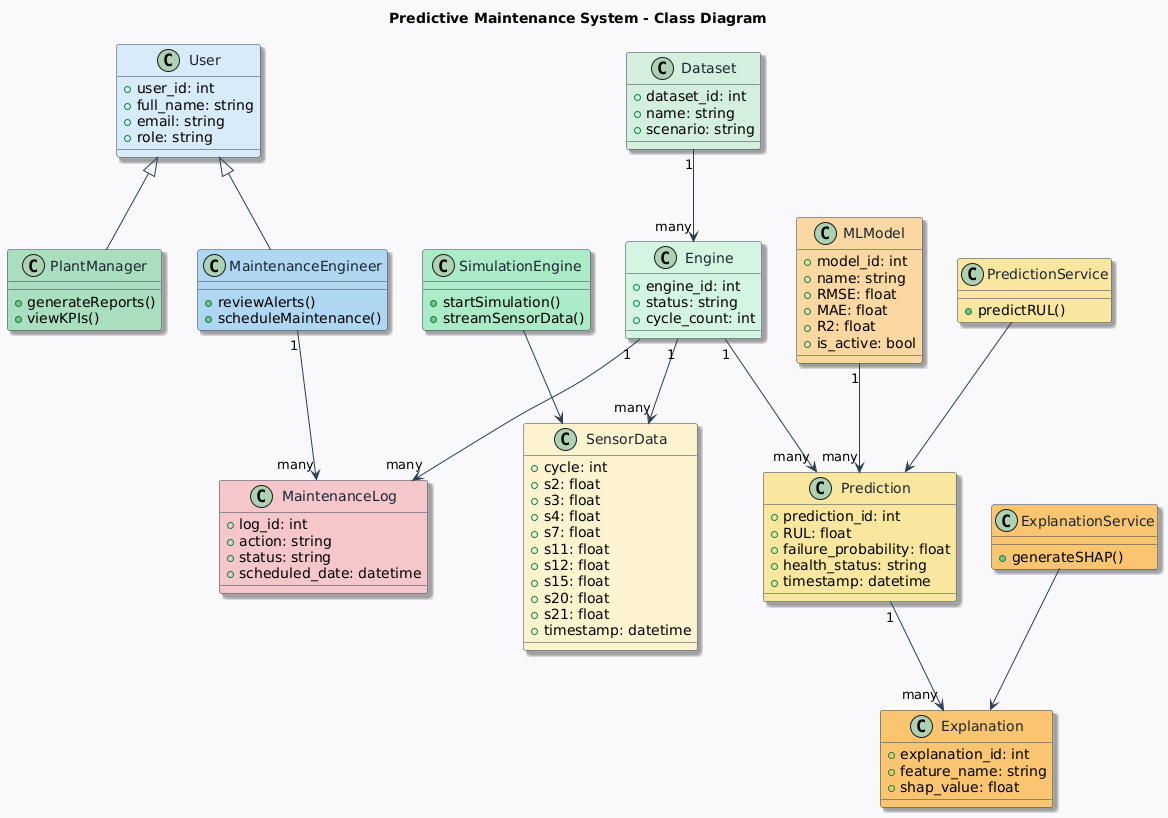 Predictive Maintenance System - Class Diagram
C User
user_id: int
full_name: string
email: string
role: string
C Dataset
dataset_id: int
name: string
scenario: string
1
many
C PlantManager
generateReports()
viewKPIs()
C MaintenanceEngineer
reviewAlerts()
scheduleMaintenance()
C SimulationEngine
startSimulation()
streamSensorData()
C Engine
engine_id: int
status: string
cycle_count: int
C MLModel
model_id: int
name: string
RMSE: float
MAE: float
R2: float
is_active: bool
C PredictionService
predictRUL()
1
1
1
1
1
many
many
many
many
many
C MaintenanceLog
log_id: int
action: string
status: string
scheduled_date: datetime
C SensorData
cycle: int
s2: float
s3: float
s4: float
s7: float
s11: float
s12: float
s15: float
s20: float
s21: float
timestamp: datetime
C Prediction
prediction_id: int
RUL: float
failure_probability: float
health_status: string
timestamp: datetime
C ExplanationService
generateSHAP()
1
many
C Explanation
explanation_id: int
feature_name: string
shap_value: float